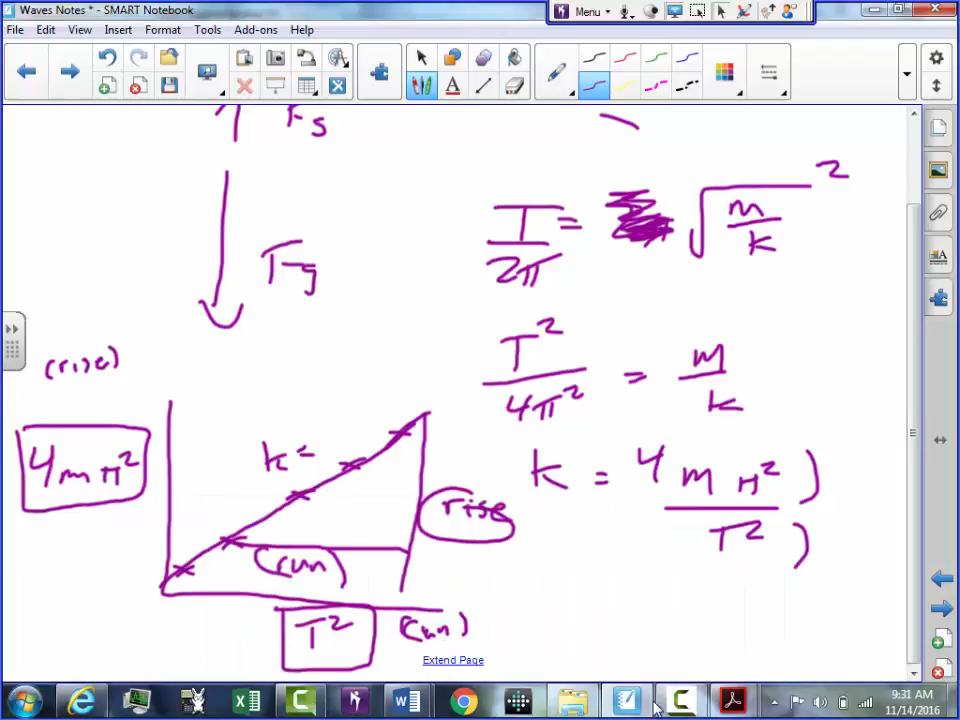 Waves Notes * - SMART Notebook
Menu
File Edit View Insert Format Tools Add-ons Help
Fs
T/2π = √(m/k) ²
Fg
T²/4π² = m/k
(rise)
4mπ²
k=
k = 4mπ²)/T²)
rise
(run)
T²
(run)
Extend Page
9:31 AM
11/14/2016